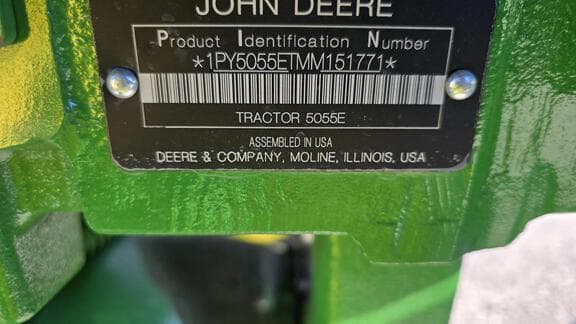 JOHN DEERE
Product Identification Number
*1PY5055ETMM151771*
TRACTOR 5055E
ASSEMBLED IN USA
DEERE & COMPANY, MOLINE, ILLINOIS, USA